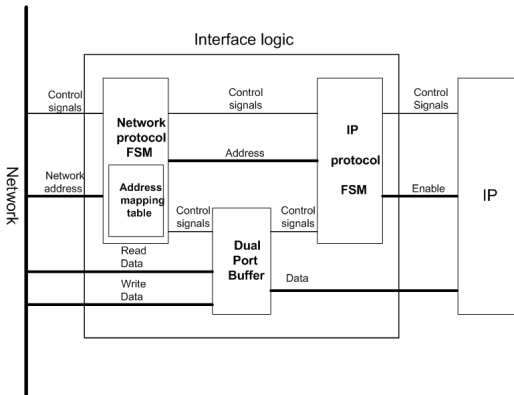 Interface logic
Control
signals
Control
signals
Control
Signals
Network
protocol
FSM
IP
protocol
FSM
Address
Network
address
Address
mapping
table
Enable
IP
Network
Control
signals
Control
signals
Dual
Port
Buffer
Read
Data
Write
Data
Data